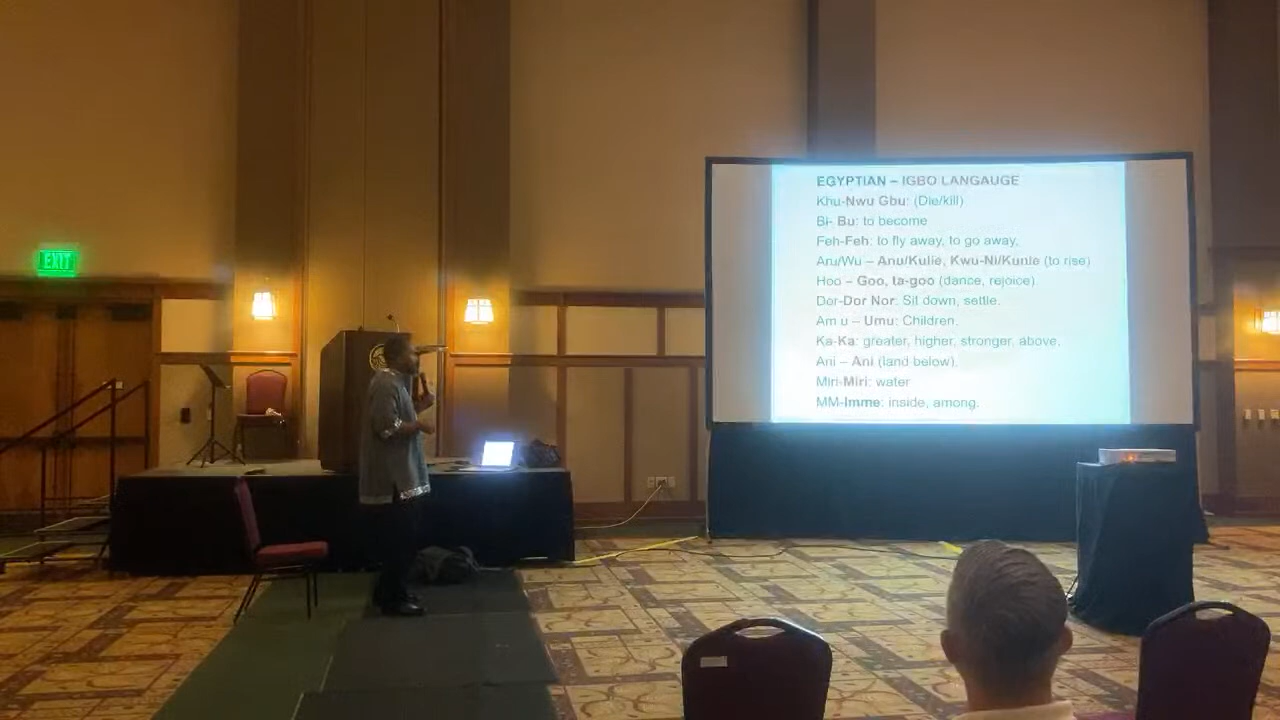 EXIT
EGYPTIAN – IGBO LANGAUGE
Khu-Nwu Gbu: (Die/kill)
Bi- Bu: to become
Feh-Feh: to fly away, to go away,
Aru/Wu – Anu/Kulie, Kwu-Ni/Kunie (to rise)
Hoo – Goo, ta-goo (dance, rejoice)
Dor-Dor Nor: Sit down, settle.
Am u – Umu: Children.
Ka-Ka: greater, higher, stronger, above.
Ani – Ani (land below).
Miri-Miri: water
MM-Imme: inside, among.